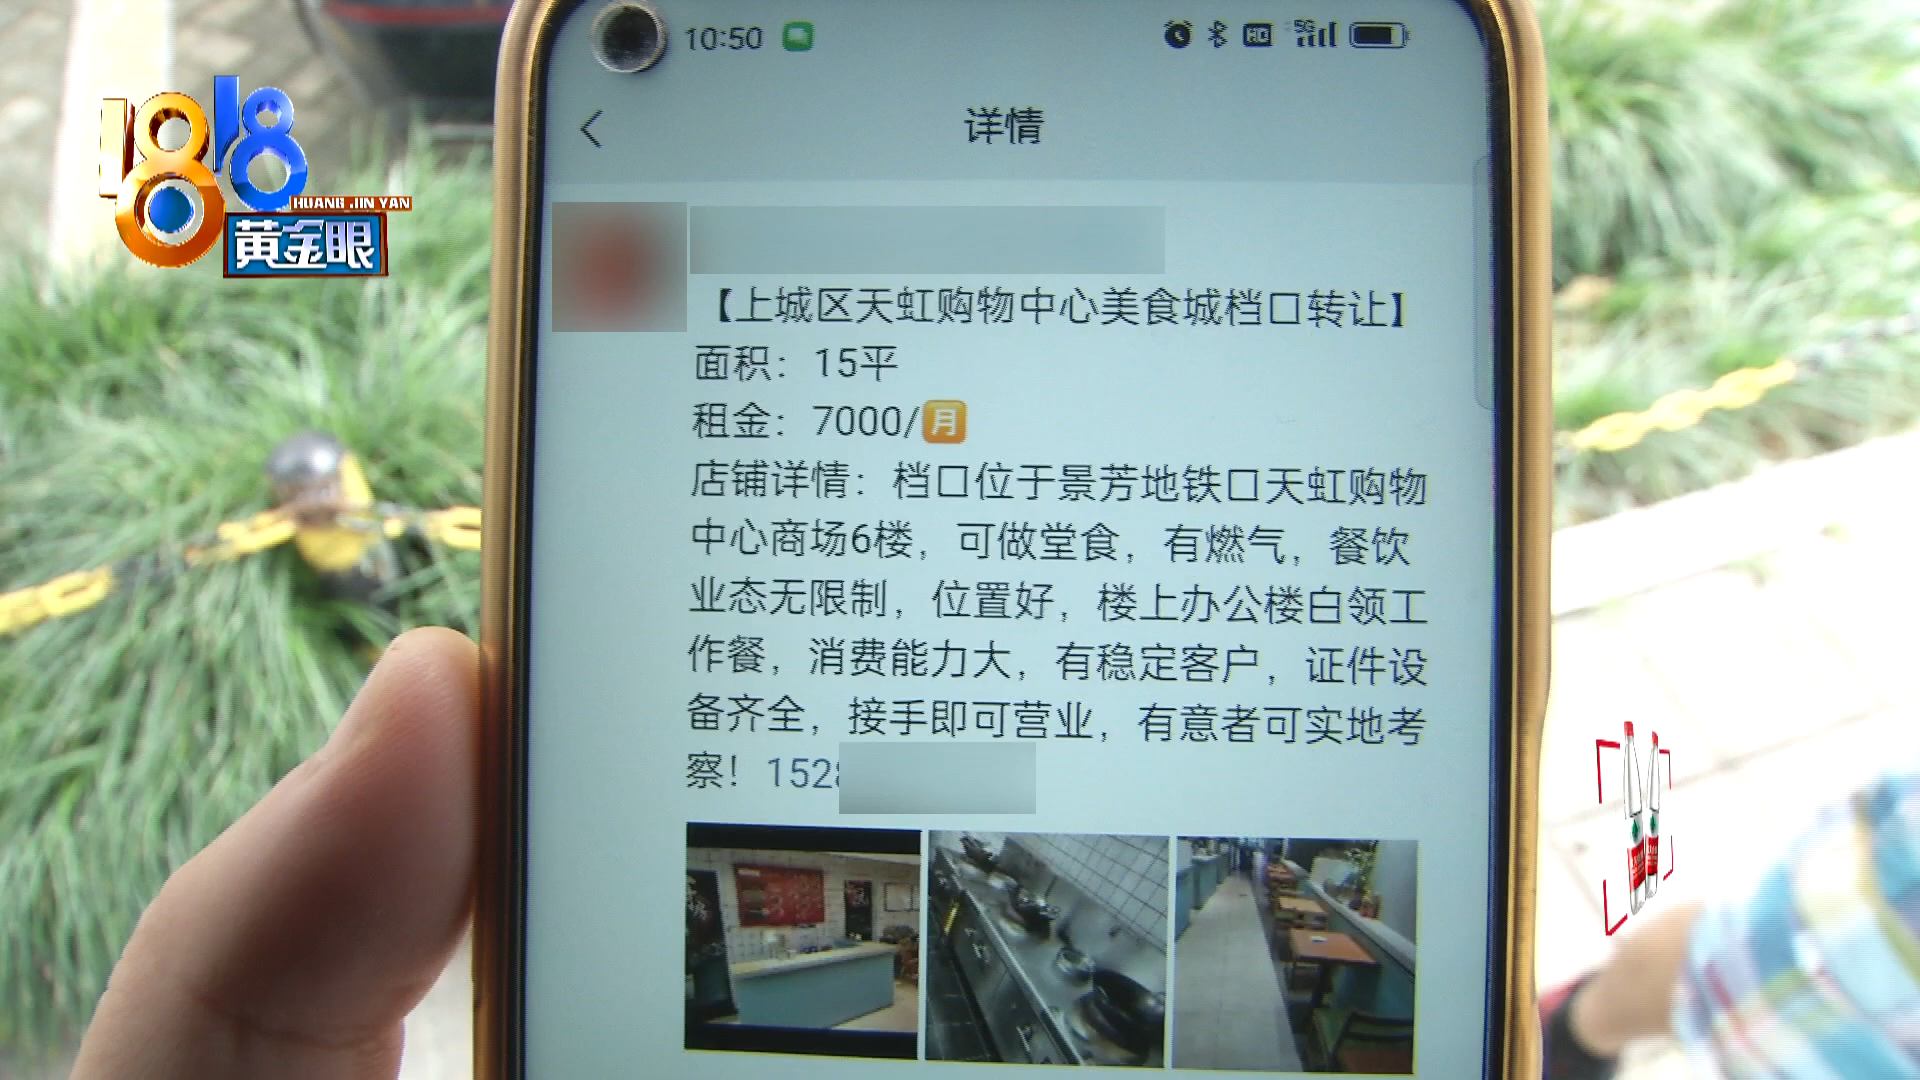 10:50
HD
5G
详情
1818
HUANG JIN YAN
黄金眼
【上城区天虹购物中心美食城档口转让】
面积：15平
租金：7000/月
店铺详情：档口位于景芳地铁口天虹购物
中心商场6楼，可做堂食，有燃气，餐饮
业态无限制，位置好，楼上办公楼白领工
作餐，消费能力大，有稳定客户，证件设
备齐全，接手即可营业，有意者可实地考
察！1528